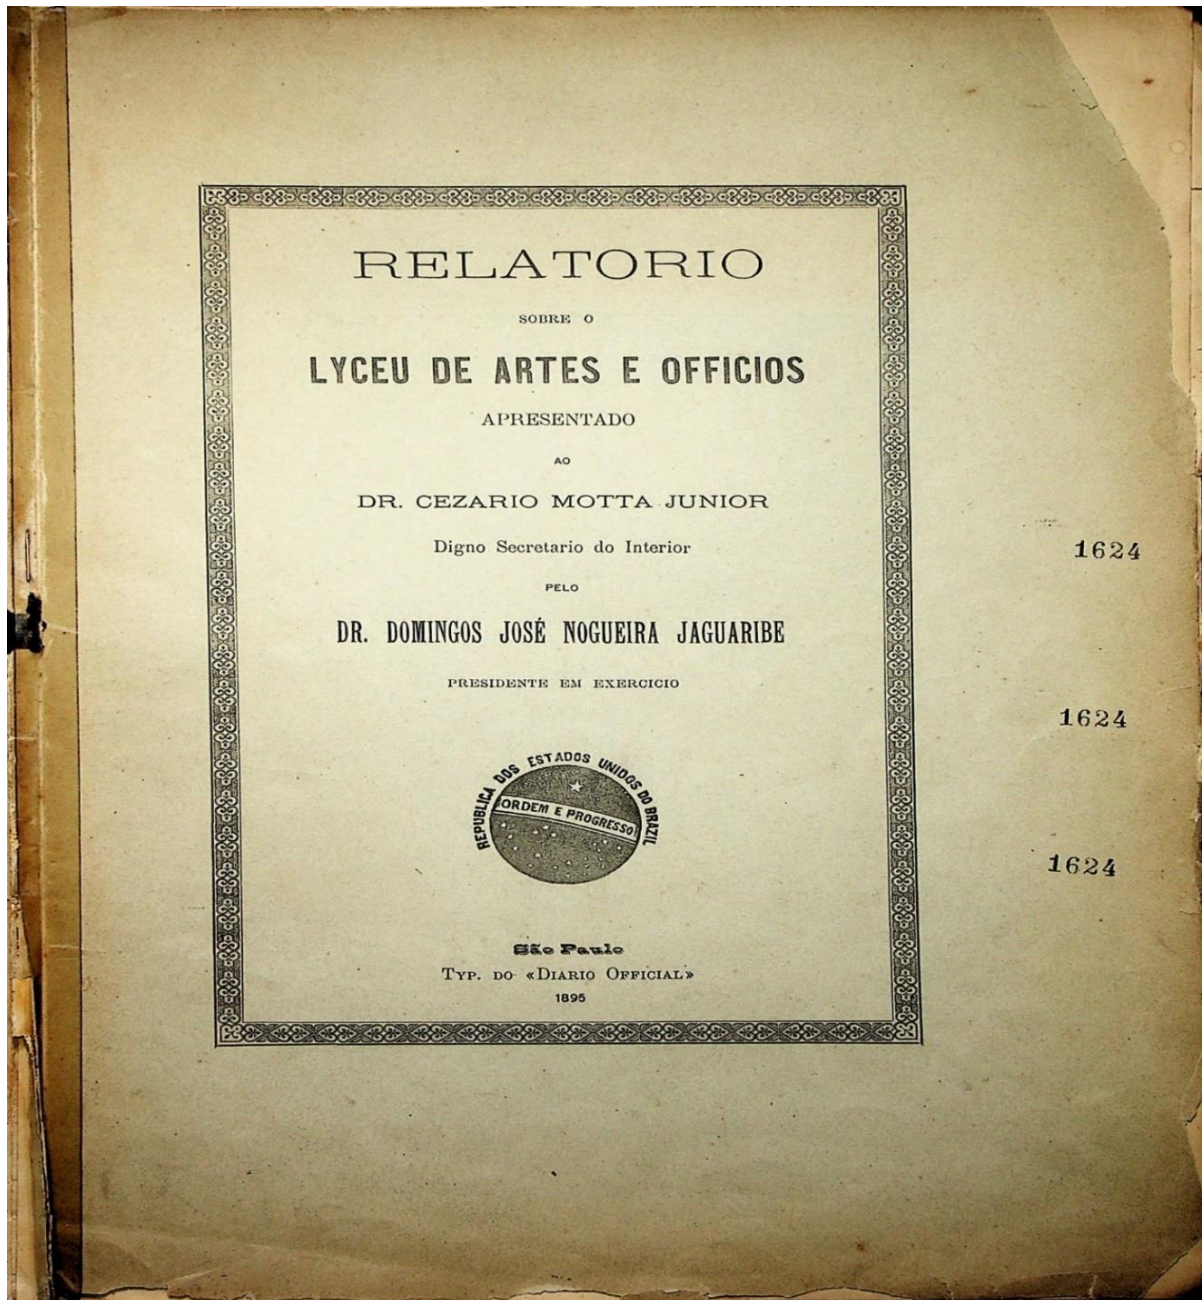 RELATORIO
SOBRE O
LYCEU DE ARTES E OFFICIOS
APRESENTADO
AO
DR. CEZARIO MOTTA JUNIOR
Digno Secretario do Interior
PELO
DR. DOMINGOS JOSÉ NOGUEIRA JAGUARIBE
PRESIDENTE EM EXERCICIO
REPUBLICA DOS ESTADOS UNIDOS DO BRAZIL
ORDEM E PROGRESSO
São Paulo
TYP. DO «DIARIO OFFICIAL»
1895
1624
1624
1624